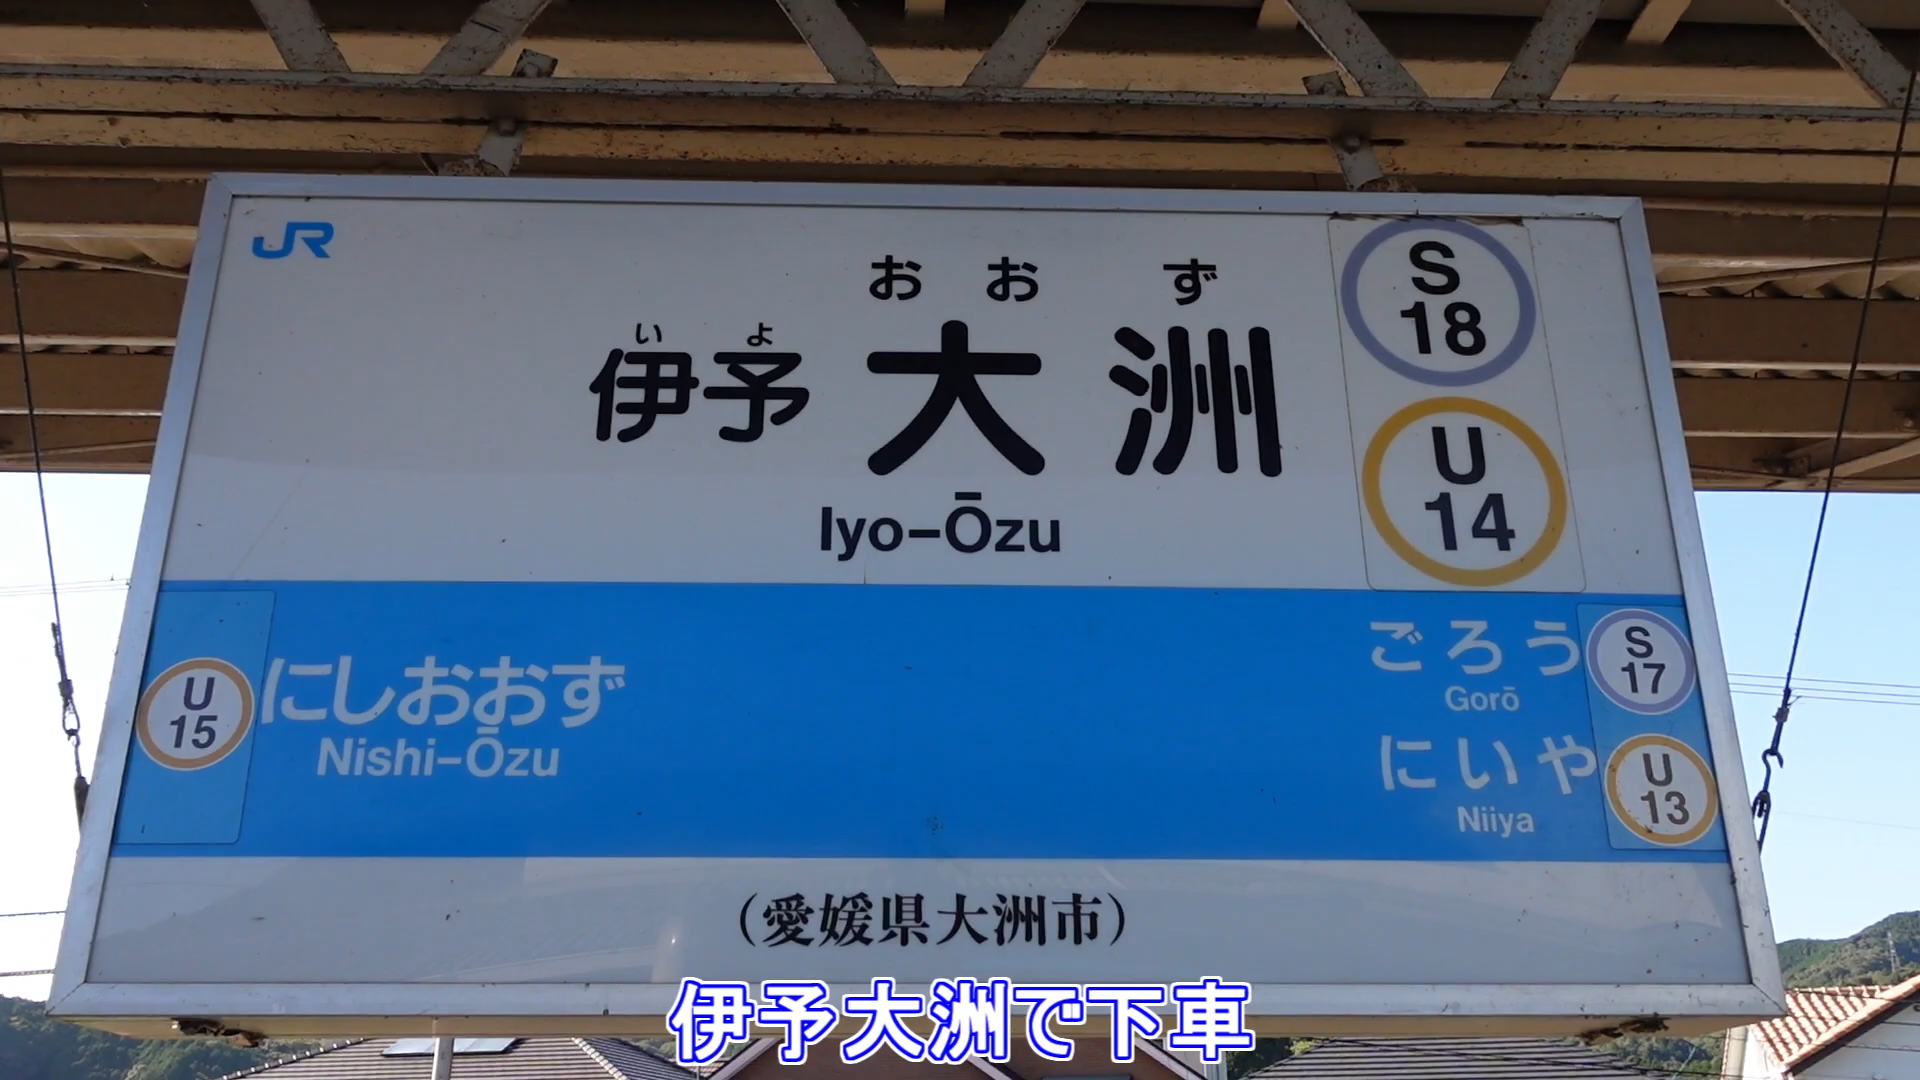 JR
おおず
いよ
伊予大洲
Iyo-Ōzu
S
18
U
14
U
15
にしおおず
Nishi-Ōzu
ごろう
Gorō
S
17
にいや
Niiya
U
13
(愛媛県大洲市)
伊予大洲で下車